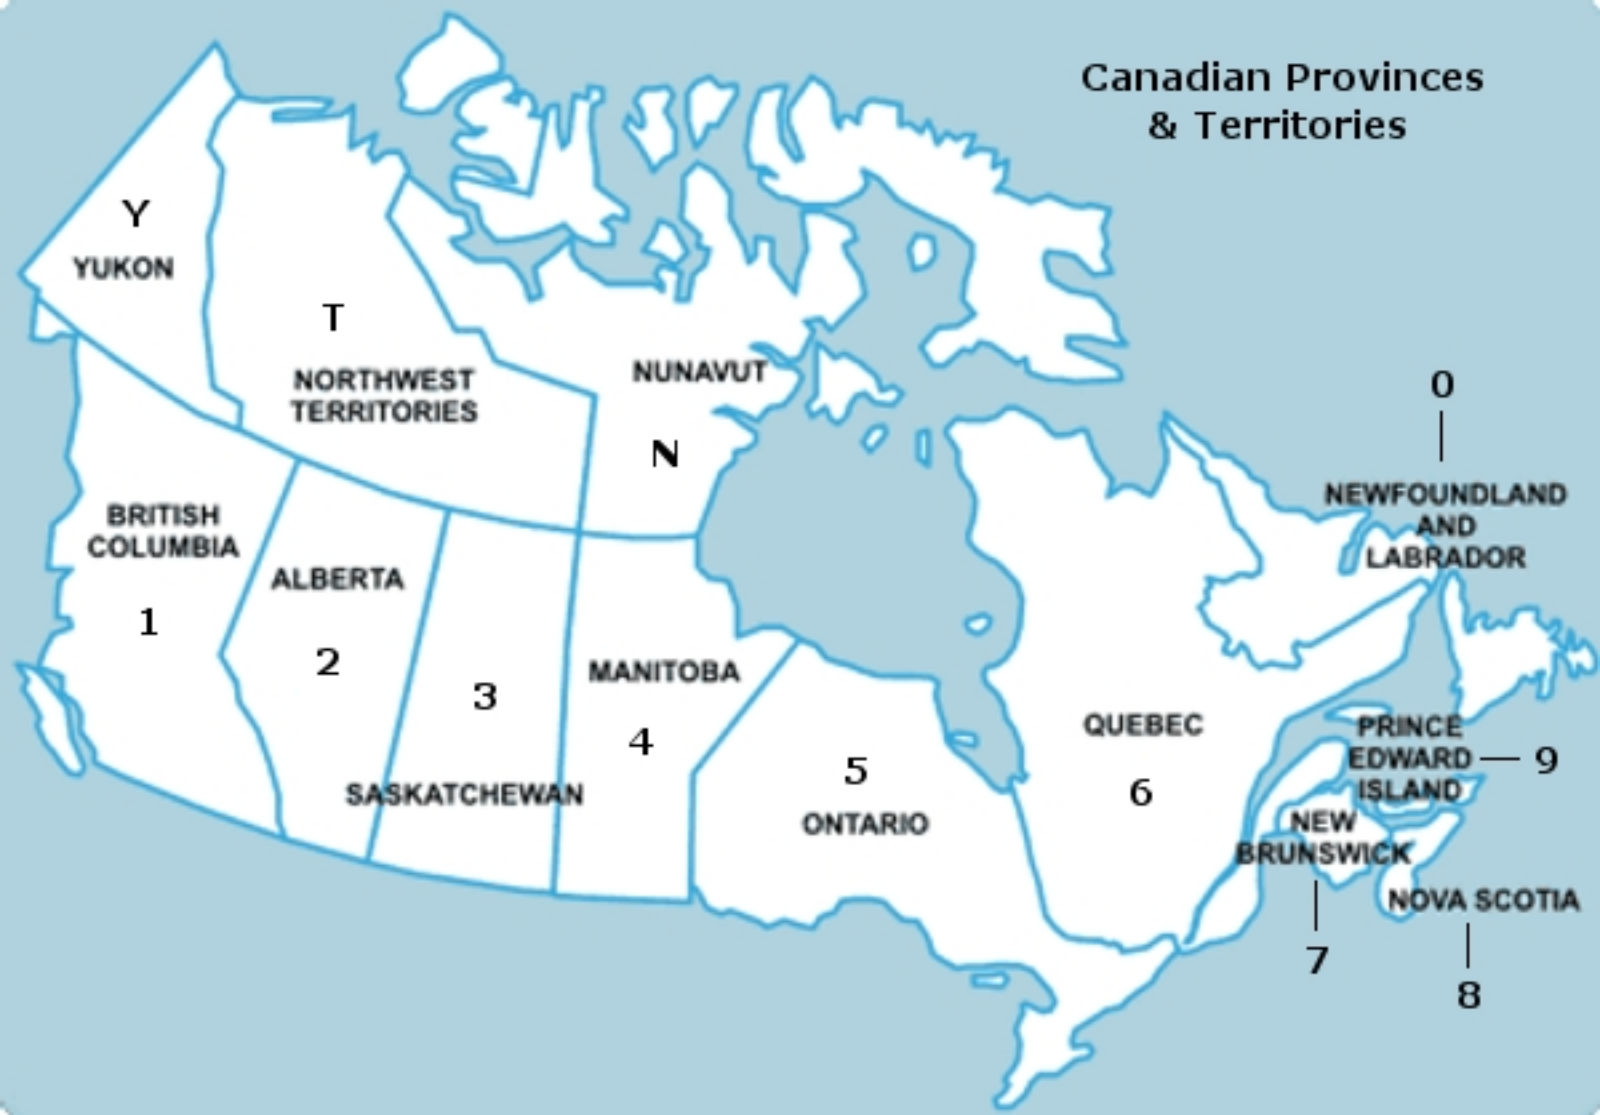 Canadian Provinces
& Territories
Y
YUKON
T
NORTHWEST
TERRITORIES
NUNAVUT
N
BRITISH
COLUMBIA
1
ALBERTA
2
3
SASKATCHEWAN
MANITOBA
4
5
ONTARIO
QUEBEC
6
0
NEWFOUNDLAND
AND
LABRADOR
PRINCE
EDWARD
ISLAND
9
NEW
BRUNSWICK
7
NOVA SCOTIA
8